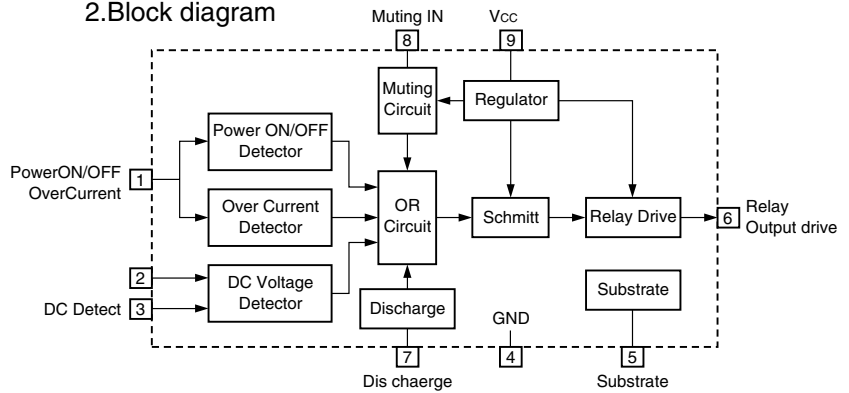 2.Block diagram
Muting IN
Vcc
8
9
Muting
Circuit
Regulator
Power ON/OFF
Detector
PowerON/OFF
OverCurrent
1
Over Current
Detector
OR
Circuit
Schmitt
Relay Drive
6
Relay
Output drive
2
DC Detect
3
DC Voltage
Detector
Discharge
GND
Substrate
7
4
5
Dis chaerge
Substrate